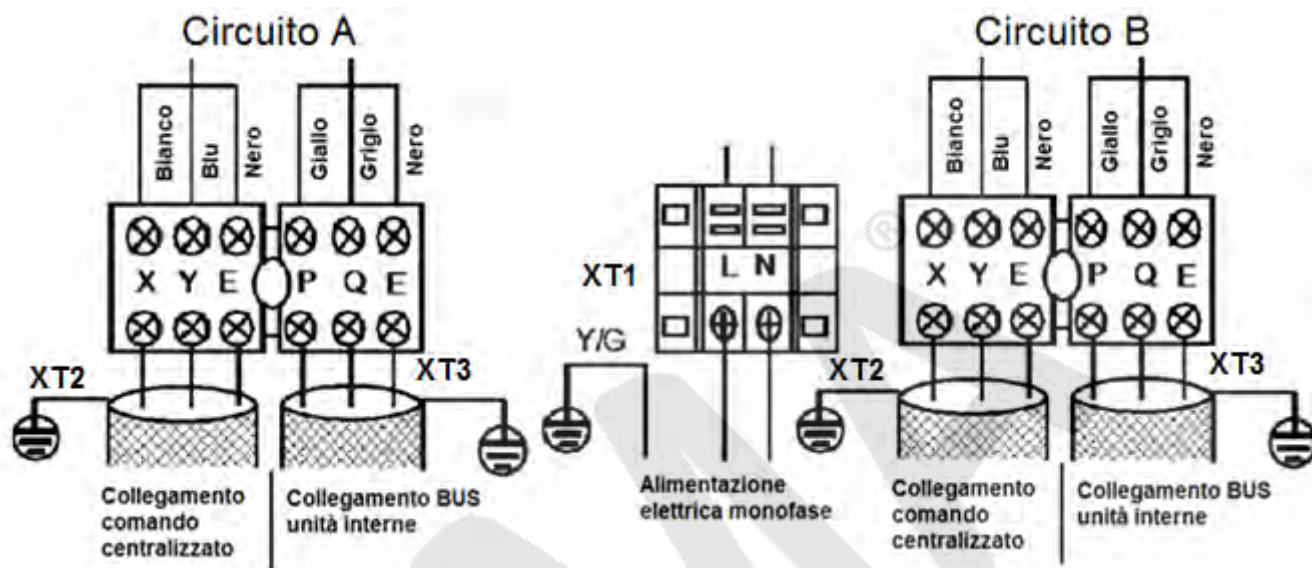 Circuito A
Bianco
Blu
Nero
Giallo
Grigio
Nero
X Y E P Q E
XT2
XT3
Collegamento
comando
centralizzato
Collegamento BUS
unità interne
XT1
L N
Y/G
Alimentazione
elettrica monofase
Circuito B
Bianco
Blu
Nero
Giallo
Grigio
Nero
®
X Y E P Q E
XT2
XT3
Collegamento
comando
centralizzato
Collegamento BUS
unità interne